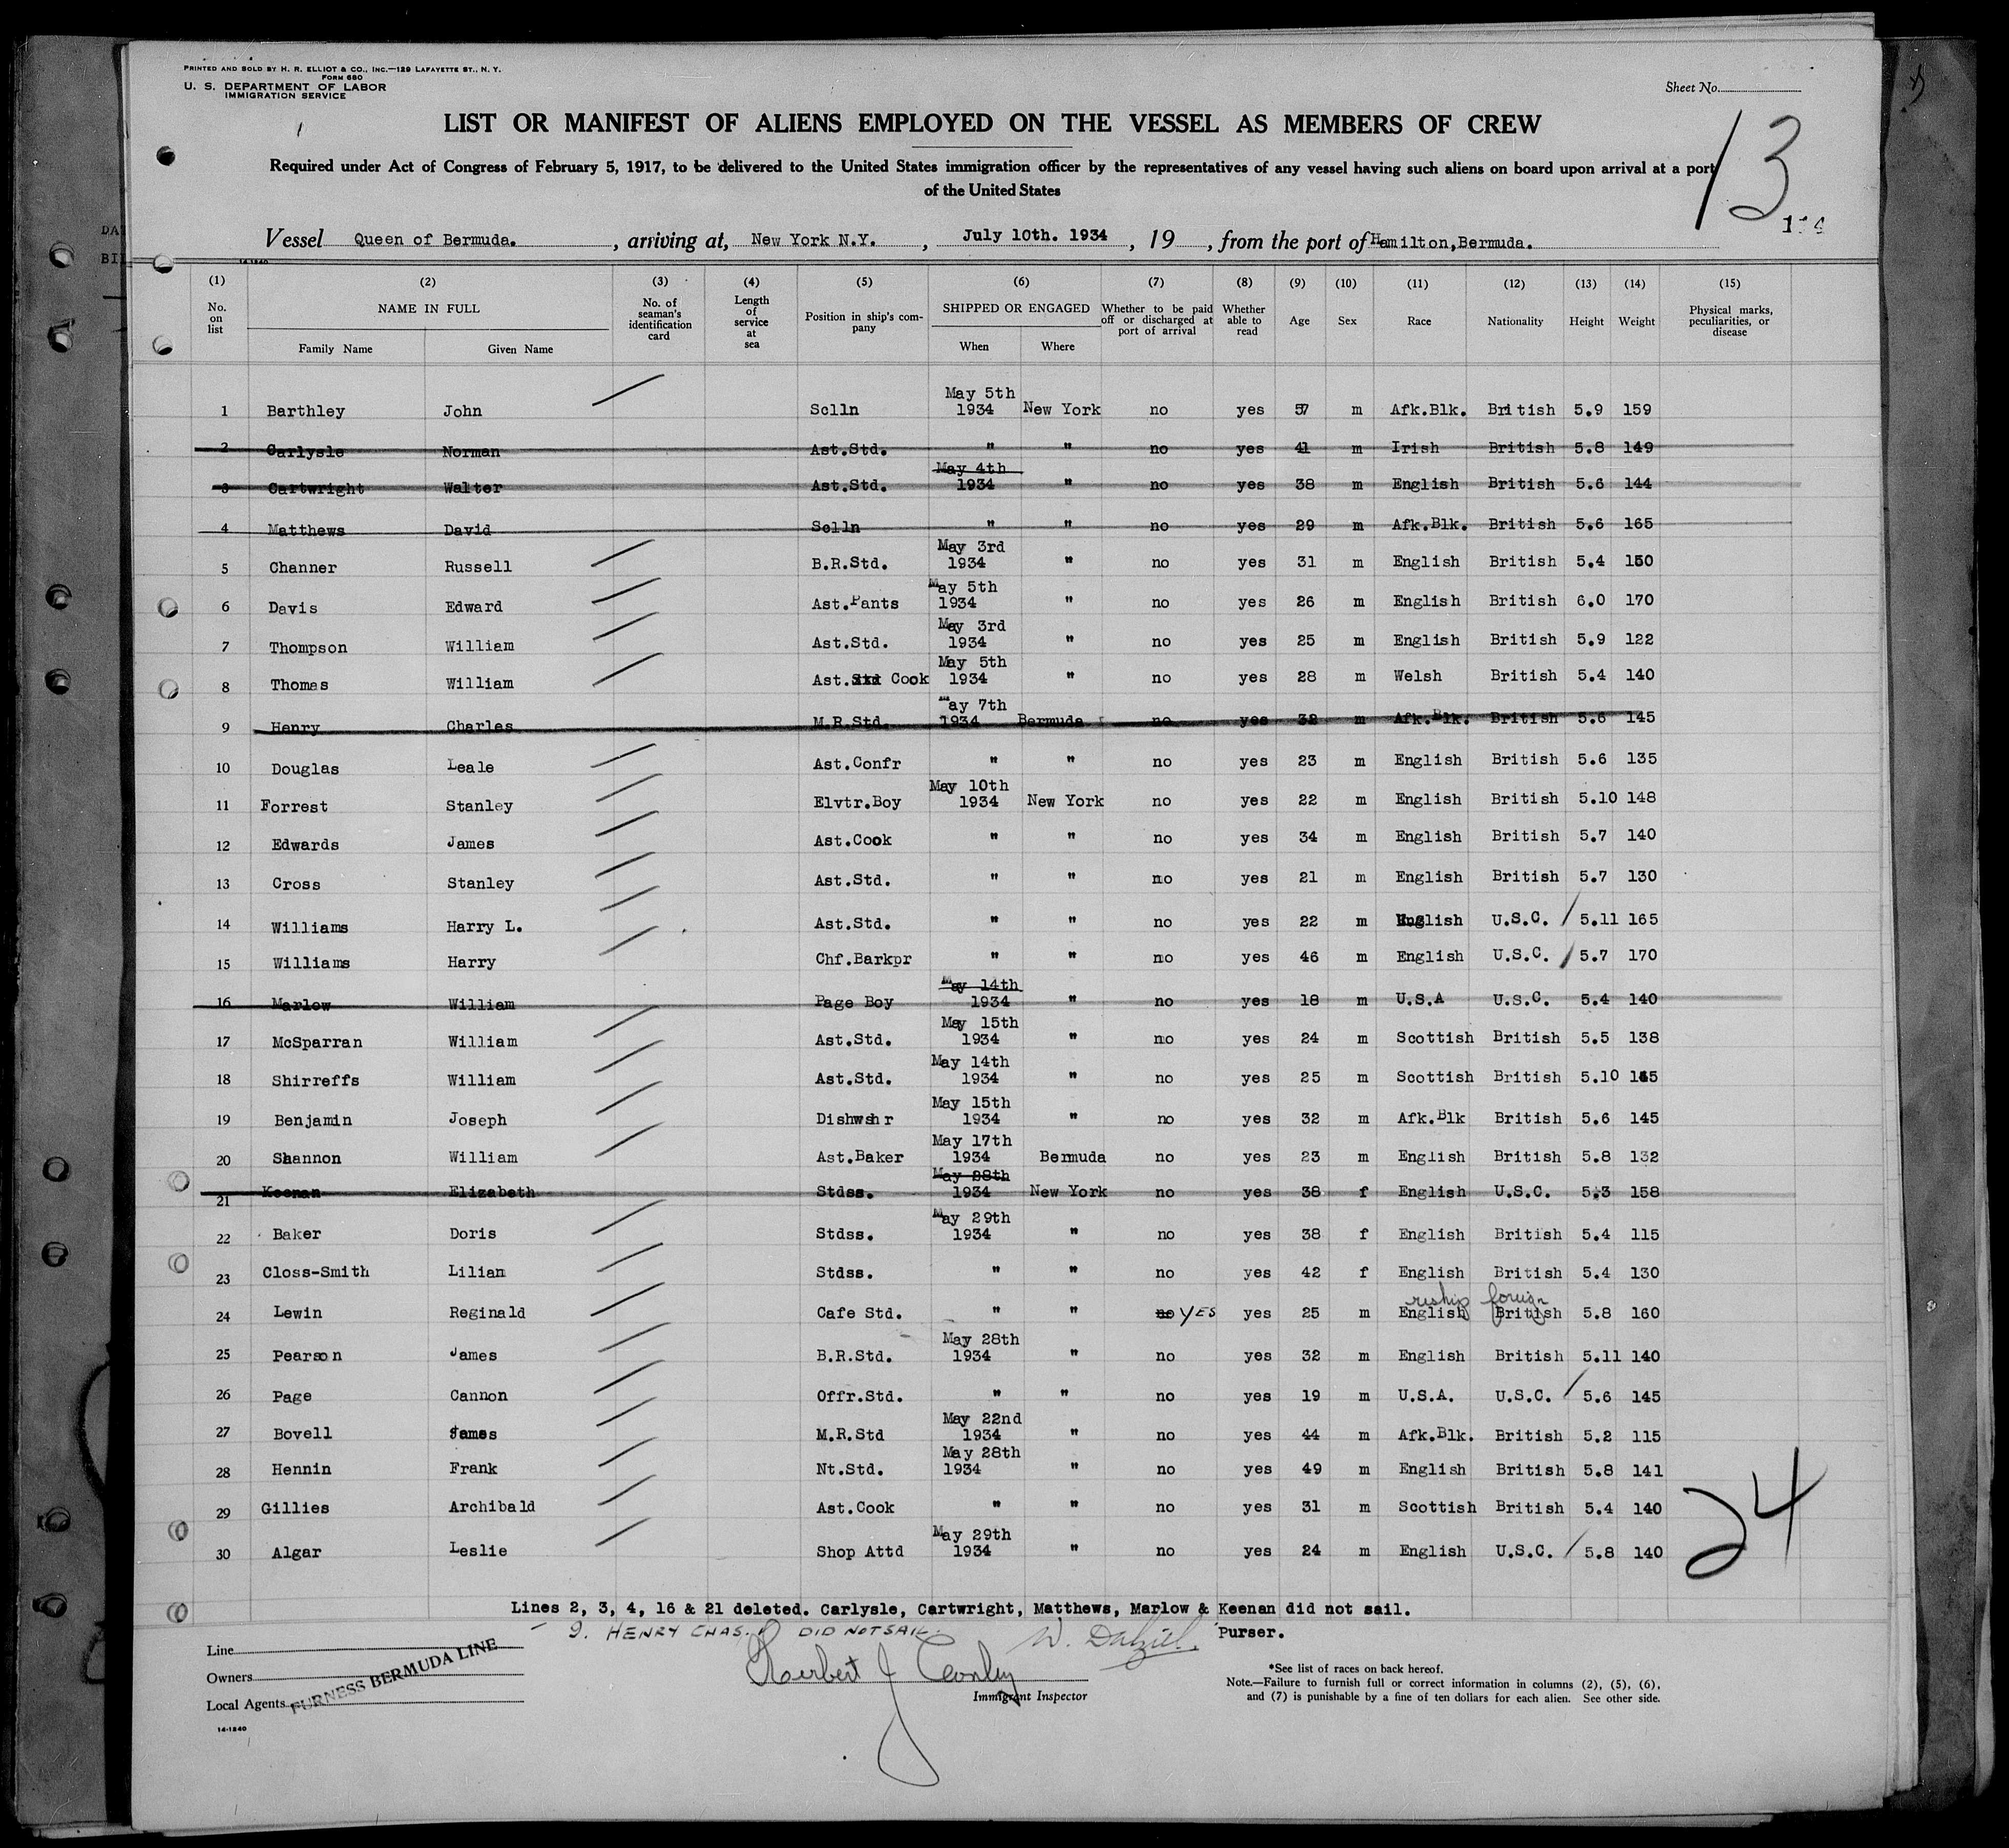 PRINTED AND SOLD BY H. R. ELLIOT & CO., INC.—129 LAFAYETTE ST., N. Y.
FORM 680
U. S. DEPARTMENT OF LABOR
IMMIGRATION SERVICE
Sheet No.
13
LIST OR MANIFEST OF ALIENS EMPLOYED ON THE VESSEL AS MEMBERS OF CREW
Required under Act of Congress of February 5, 1917, to be delivered to the United States immigration officer by the representatives of any vessel having such aliens on board upon arrival at a port
of the United States
Vessel Queen of Bermuda. , arriving at, New York N.Y. , July 10th. 1934 , 19 , from the port of Hamilton, Bermuda.
14-1240
(1) (2) (3) (4) (5) (6) (7) (8) (9) (10) (11) (12) (13) (14) (15)
No. on list NAME IN FULL Family Name Given Name No. of seaman's identification card Length of service at sea Position in ship's company SHIPPED OR ENGAGED When Where Whether to be paid off or discharged at port of arrival Whether able to read Age Sex Race Nationality Height Weight Physical marks, peculiarities, or disease
1 Barthley John Sclln May 5th 1934 New York no yes 57 m Afk.Blk. British 5.9 159
2 Carlysle Norman Ast.Std. " " no yes 41 m Irish British 5.8 149
3 Cartwright Walter Ast.Std. May 4th 1934 " no yes 38 m English British 5.6 144
4 Matthews David Sclln " " no yes 29 m Afk.Blk. British 5.6 165
5 Channer Russell B.R.Std. May 3rd 1934 " no yes 31 m English British 5.4 150
6 Davis Edward Ast.Pants May 5th 1934 " no yes 26 m English British 6.0 170
7 Thompson William Ast.Std. May 3rd 1934 " no yes 25 m English British 5.9 122
8 Thomas William Ast.Std Cook May 5th 1934 " no yes 28 m Welsh British 5.4 140
9 Henry Charles M.R.Std. May 7th 1934 Bermuda no yes 32 m Afk.Blk. British 5.6 145
10 Douglas Leale Ast.Confr " " no yes 23 m English British 5.6 135
11 Forrest Stanley Elvtr.Boy May 10th 1934 New York no yes 22 m English British 5.10 148
12 Edwards James Ast.Cook " " no yes 34 m English British 5.7 140
13 Cross Stanley Ast.Std. " " no yes 21 m English British 5.7 130
14 Williams Harry L. Ast.Std. " " no yes 22 m English U.S.C. / 5.11 165
15 Williams Harry Chf.Barkpr " " no yes 46 m English U.S.C. / 5.7 170
16 Marlow William Page Boy May 14th 1934 " no yes 18 m U.S.A U.S.C. 5.4 140
17 McSparran William Ast.Std. May 15th 1934 " no yes 24 m Scottish British 5.5 138
18 Shirreffs William Ast.Std. May 14th 1934 " no yes 25 m Scottish British 5.10
19 Benjamin Joseph Dishwshr May 15th 1934 " no yes 32 m Afk.Blk British 5.6 145
20 Shannon William Ast.Baker May 17th 1934 Bermuda no yes 23 m English British 5.8 132
21 Keenan Elizabeth Stdss. May 28th 1934 New York no yes 38 f English U.S.C. 5.3 158
22 Baker Doris Stdss. May 29th 1934 " no yes 38 f English British 5.4 115
23 Closs-Smith Lilian Stdss. " " no yes 42 f English British 5.4 130
reship foreign
24 Lewin Reginald Cafe Std. " " no YES yes 25 m English British 5.8 160
25 Pearson James B.R.Std. May 28th 1934 " no yes 32 m English British 5.11 140
26 Page Cannon Offr.Std. " " no yes 19 m U.S.A. U.S.C. / 5.6 145
27 Bovell James M.R.Std May 22nd 1934 " no yes 44 m Afk.Blk. British 5.2 115
28 Hennin Frank Nt.Std. May 28th 1934 " no yes 49 m English British 5.8 141
29 Gillies Archibald Ast.Cook " " no yes 31 m Scottish British 5.4 140
30 Algar Leslie Shop Attd May 29th 1934 " no yes 24 m English U.S.C. / 5.8 140
24
Lines 2, 3, 4, 16 & 21 deleted. Carlysle, Cartwright, Matthews, Marlow & Keenan did not sail.
9. HENRY CHAS. DID NOT SAIL. Purser.
Line
Owners
Local Agents
FURNESS BERMUDA LINE
Herbert J
Immigrant Inspector
*See list of races on back hereof.
Note.—Failure to furnish full or correct information in columns (2), (5), (6),
and (7) is punishable by a fine of ten dollars for each alien. See other side.
14-1240